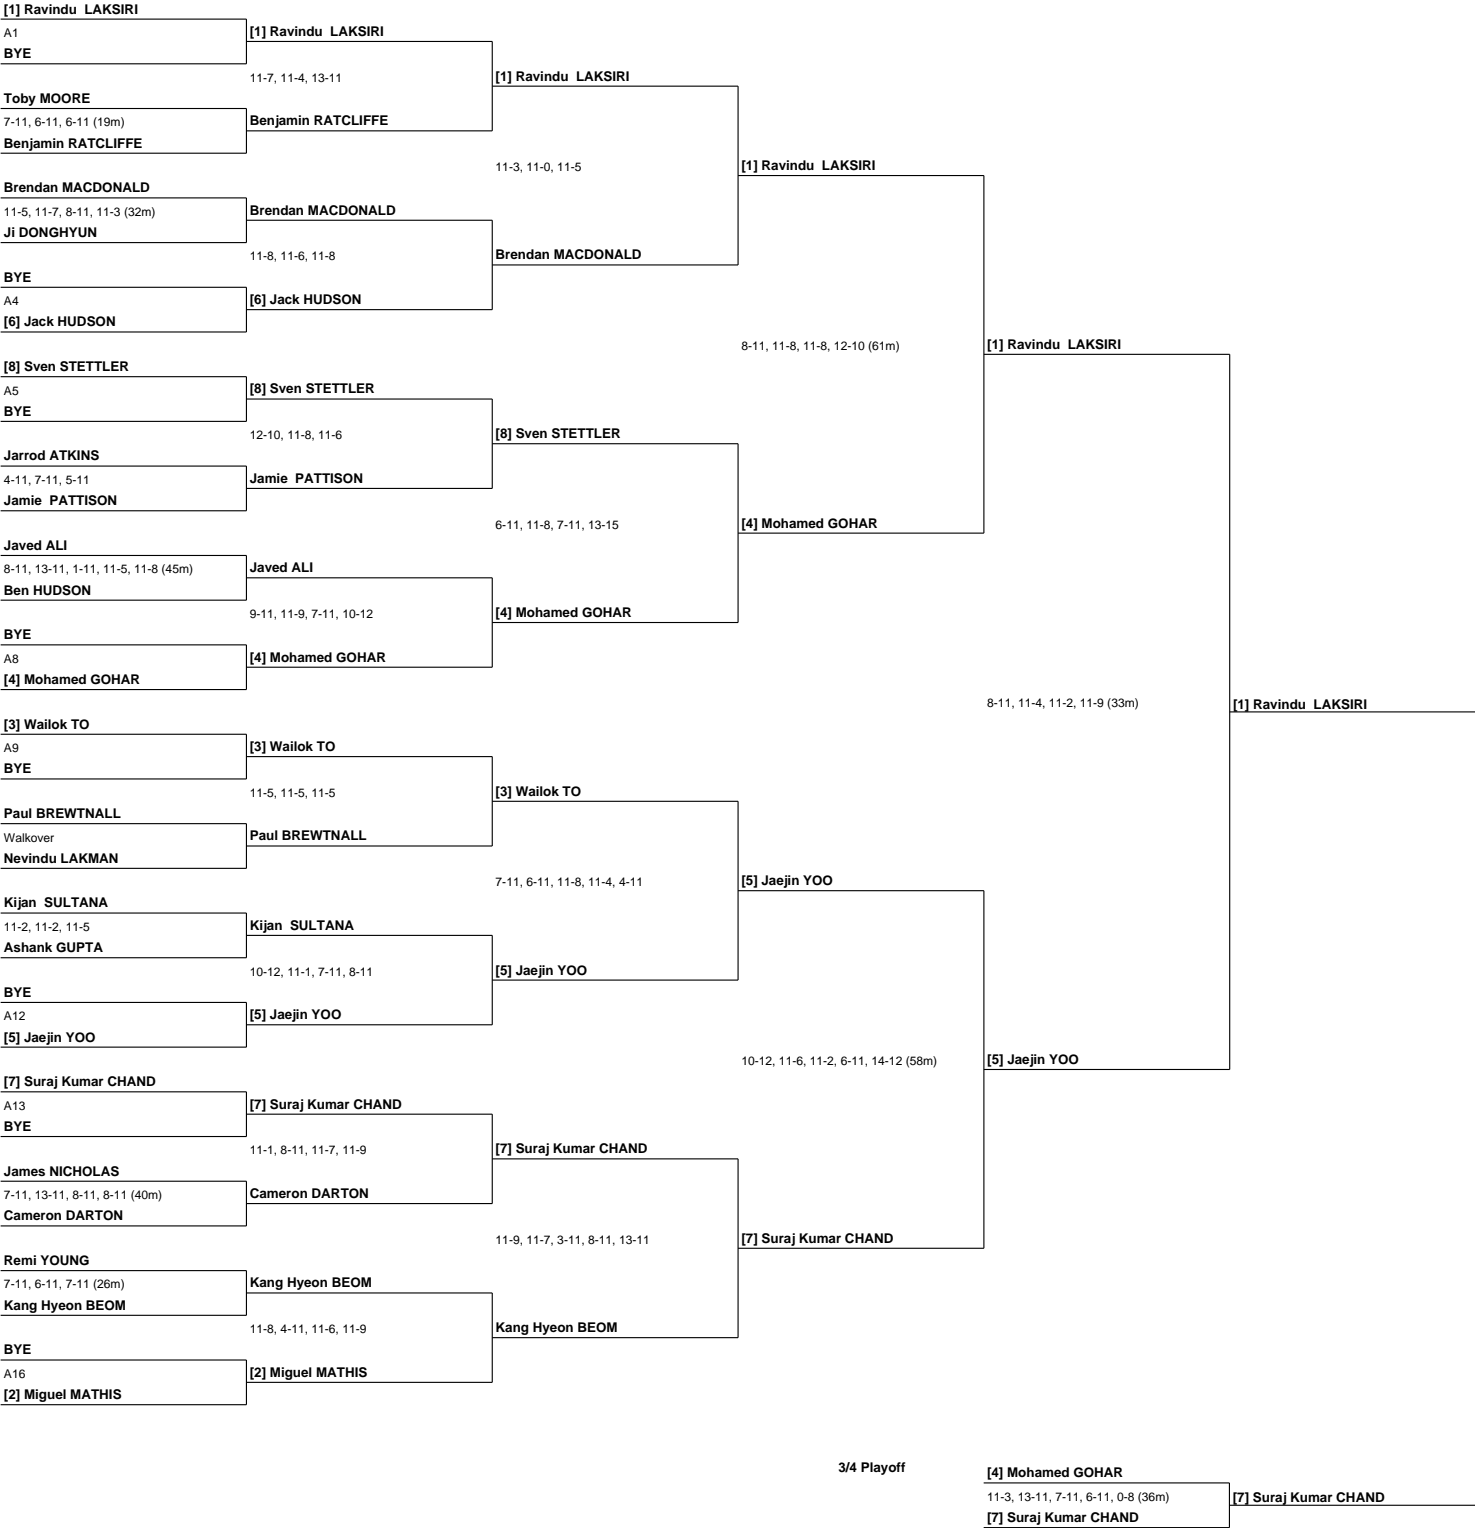 [1] Ravindu  LAKSIRI
A1
BYE
Toby MOORE
7-11, 6-11, 6-11 (19m)
Benjamin RATCLIFFE
Brendan MACDONALD
11-5, 11-7, 8-11, 11-3 (32m)
Ji DONGHYUN
BYE
A4
[6] Jack HUDSON
[8] Sven STETTLER
A5
BYE
Jarrod ATKINS
4-11, 7-11, 5-11
Jamie  PATTISON
Javed ALI
8-11, 13-11, 1-11, 11-5, 11-8 (45m)
Ben HUDSON
BYE
A8
[4] Mohamed GOHAR
[3] Wailok TO
A9
BYE
Paul BREWTNALL
Walkover
Nevindu LAKMAN
Kijan  SULTANA
11-2, 11-2, 11-5
Ashank GUPTA
BYE
A12
[5] Jaejin YOO
[7] Suraj Kumar CHAND
A13
BYE
James NICHOLAS
7-11, 13-11, 8-11, 8-11 (40m)
Cameron DARTON
Remi YOUNG
7-11, 6-11, 7-11 (26m)
Kang Hyeon BEOM
BYE
A16
[2] Miguel MATHIS
[1] Ravindu  LAKSIRI
11-7, 11-4, 13-11
Benjamin RATCLIFFE
Brendan MACDONALD
11-8, 11-6, 11-8
[6] Jack HUDSON
[8] Sven STETTLER
12-10, 11-8, 11-6
Jamie  PATTISON
Javed ALI
9-11, 11-9, 7-11, 10-12
[4] Mohamed GOHAR
[3] Wailok TO
11-5, 11-5, 11-5
Paul BREWTNALL
Kijan  SULTANA
10-12, 11-1, 7-11, 8-11
[5] Jaejin YOO
[7] Suraj Kumar CHAND
11-1, 8-11, 11-7, 11-9
Cameron DARTON
Kang Hyeon BEOM
11-8, 4-11, 11-6, 11-9
[2] Miguel MATHIS
[1] Ravindu  LAKSIRI
11-3, 11-0, 11-5
Brendan MACDONALD
[8] Sven STETTLER
6-11, 11-8, 7-11, 13-15
[4] Mohamed GOHAR
[3] Wailok TO
7-11, 6-11, 11-8, 11-4, 4-11
[5] Jaejin YOO
[7] Suraj Kumar CHAND
11-9, 11-7, 3-11, 8-11, 13-11
Kang Hyeon BEOM
[1] Ravindu  LAKSIRI
8-11, 11-8, 11-8, 12-10 (61m)
[4] Mohamed GOHAR
[5] Jaejin YOO
10-12, 11-6, 11-2, 6-11, 14-12 (58m)
[7] Suraj Kumar CHAND
[1] Ravindu  LAKSIRI
8-11, 11-4, 11-2, 11-9 (33m)
[5] Jaejin YOO
[1] Ravindu  LAKSIRI
3/4 Playoff
[4] Mohamed GOHAR
11-3, 13-11, 7-11, 6-11, 0-8 (36m)
[7] Suraj Kumar CHAND
[7] Suraj Kumar CHAND